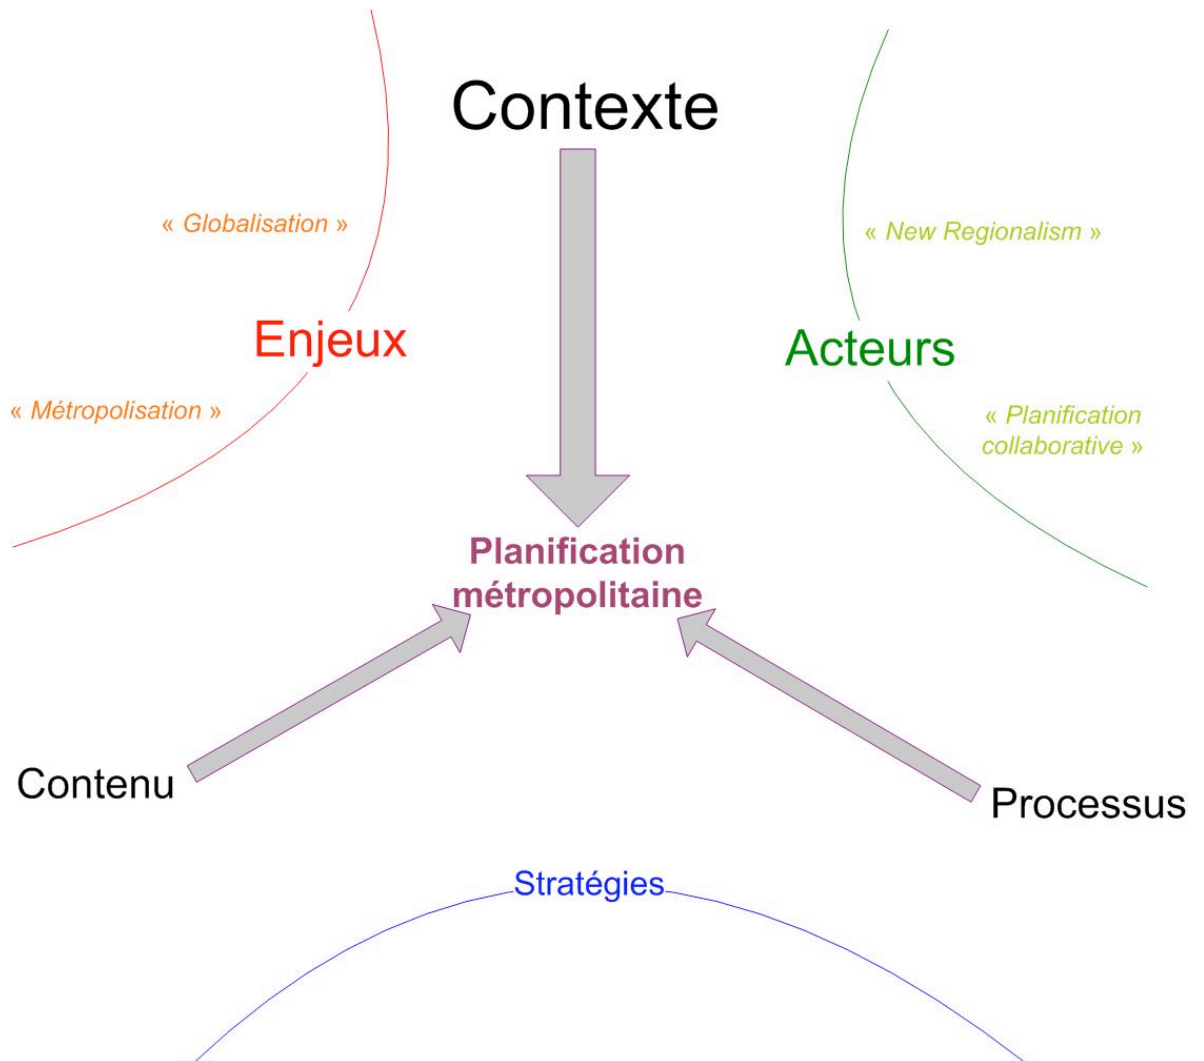 Contexte
« Globalisation »
« New Regionalism »
Enjeux
Acteurs
« Métropolisation »
« Planification
collaborative »
Planification
métropolitaine
Contenu
Processus
Stratégies